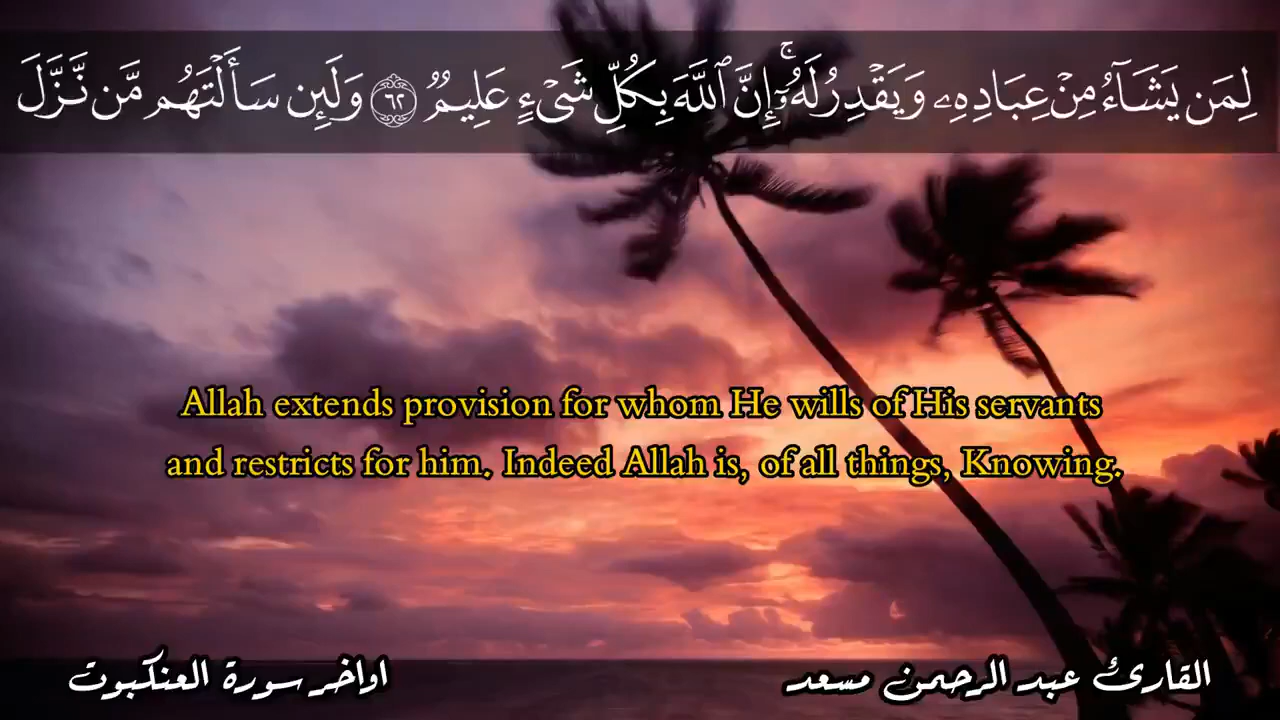 لِمَن يَشَآءُ مِنْ عِبَادِهِۦ وَيَقْدِرُ لَهُۥٓ ۚ إِنَّ ٱللَّهَ بِكُلِّ شَىْءٍ عَلِيمٌ ٦٢ وَلَئِن سَأَلْتَهُم مَّن نَّزَّلَ
Allah extends provision for whom He wills of His servants
and restricts for him. Indeed Allah is, of all things, Knowing.
القارئ عبد الرحمن مسعد
اواخر سورة العنكبوت